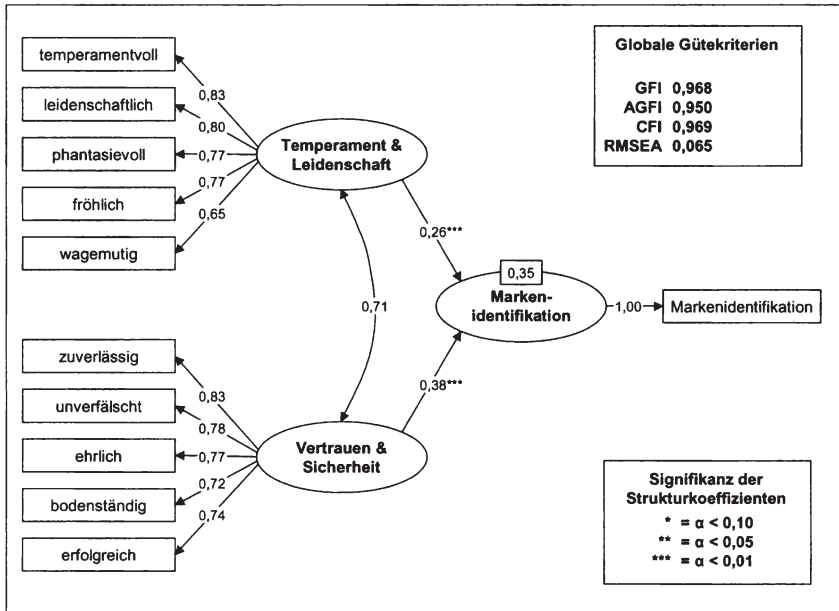 temperamentvoll
leidenschaftlich
phantasievoll
fröhlich
wagemutig
0,83
0,80
0,77
0,77
0,65
Temperament &
Leidenschaft
Globale Gütekriterien
GFI 0,968
AGFI 0,950
CFI 0,969
RMSEA 0,065
0,26***
0,71
0,35
Marken-
identifikation
1,00
Markenidentifikation
0,38***
zuverlässig
unverfälscht
ehrlich
bodenständig
erfolgreich
0,83
0,78
0,77
0,72
0,74
Vertrauen &
Sicherheit
Signifikanz der
Strukturkoeffizienten
* = α < 0,10
** = α < 0,05
*** = α < 0,01